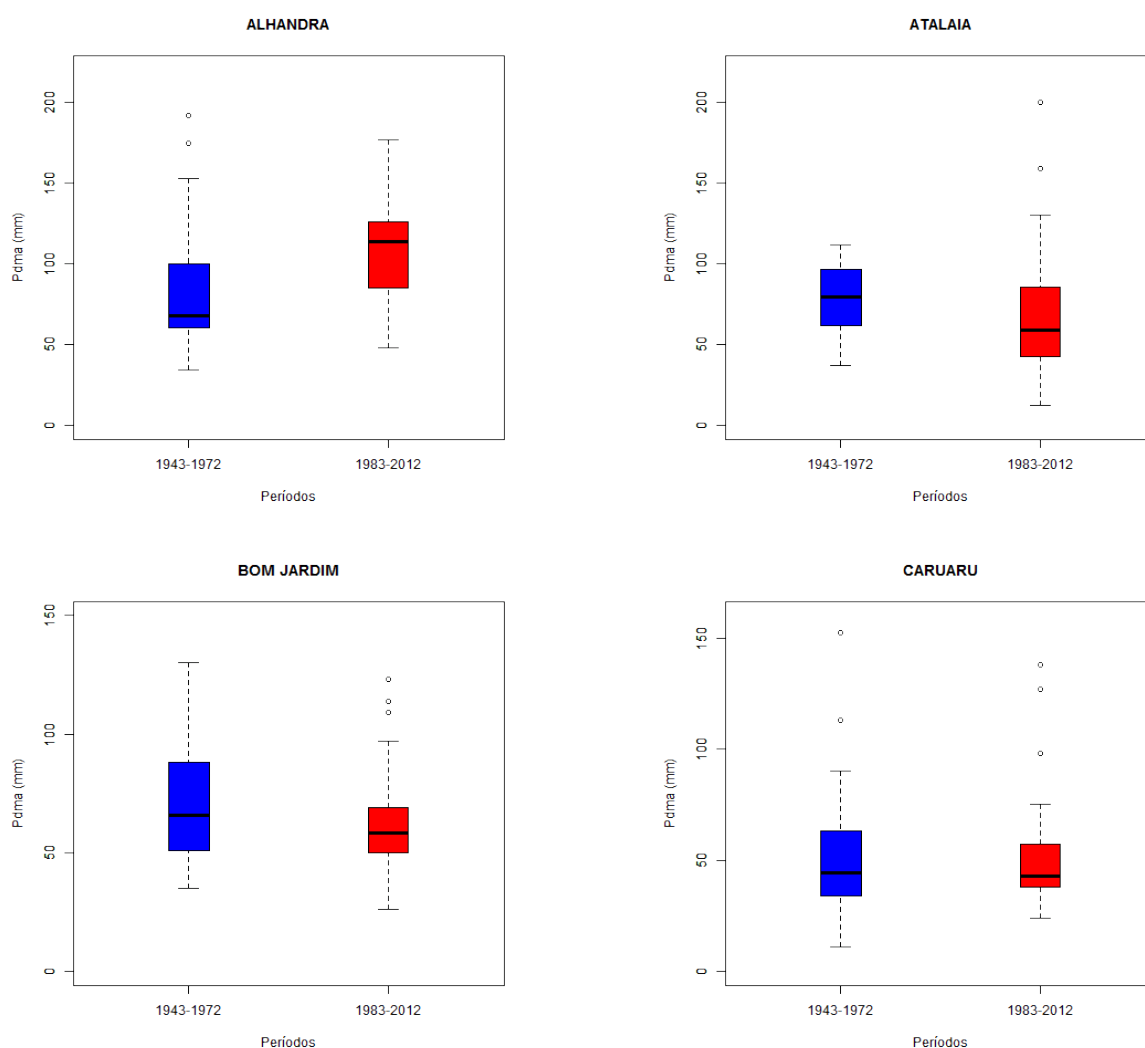 ALHANDRA
200
150
100
50
0
Pdma (mm)
1943-1972 1983-2012
Períodos
ATALAIA
200
150
100
50
0
Pdma (mm)
1943-1972 1983-2012
Períodos
BOM JARDIM
150
100
50
0
Pdma (mm)
1943-1972 1983-2012
Períodos
CARUARU
150
100
50
0
Pdma (mm)
1943-1972 1983-2012
Períodos